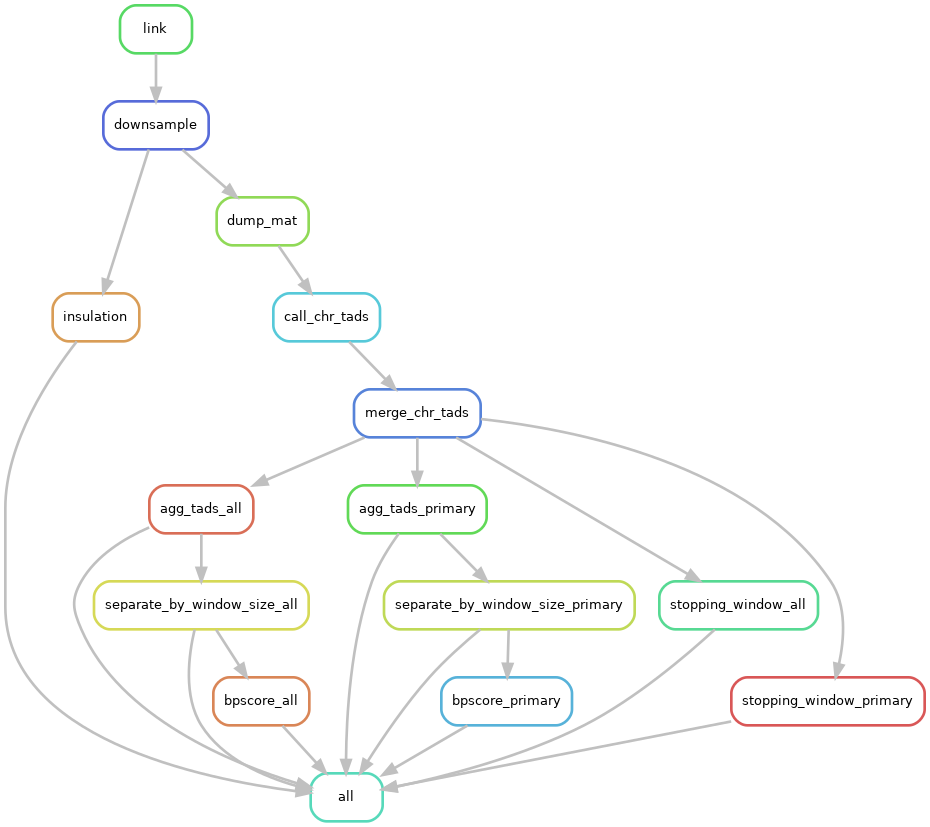 link
downsample
dump_mat
insulation
call_chr_tads
merge_chr_tads
agg_tads_all
agg_tads_primary
separate_by_window_size_all
separate_by_window_size_primary
stopping_window_all
bpscore_all
bpscore_primary
stopping_window_primary
all